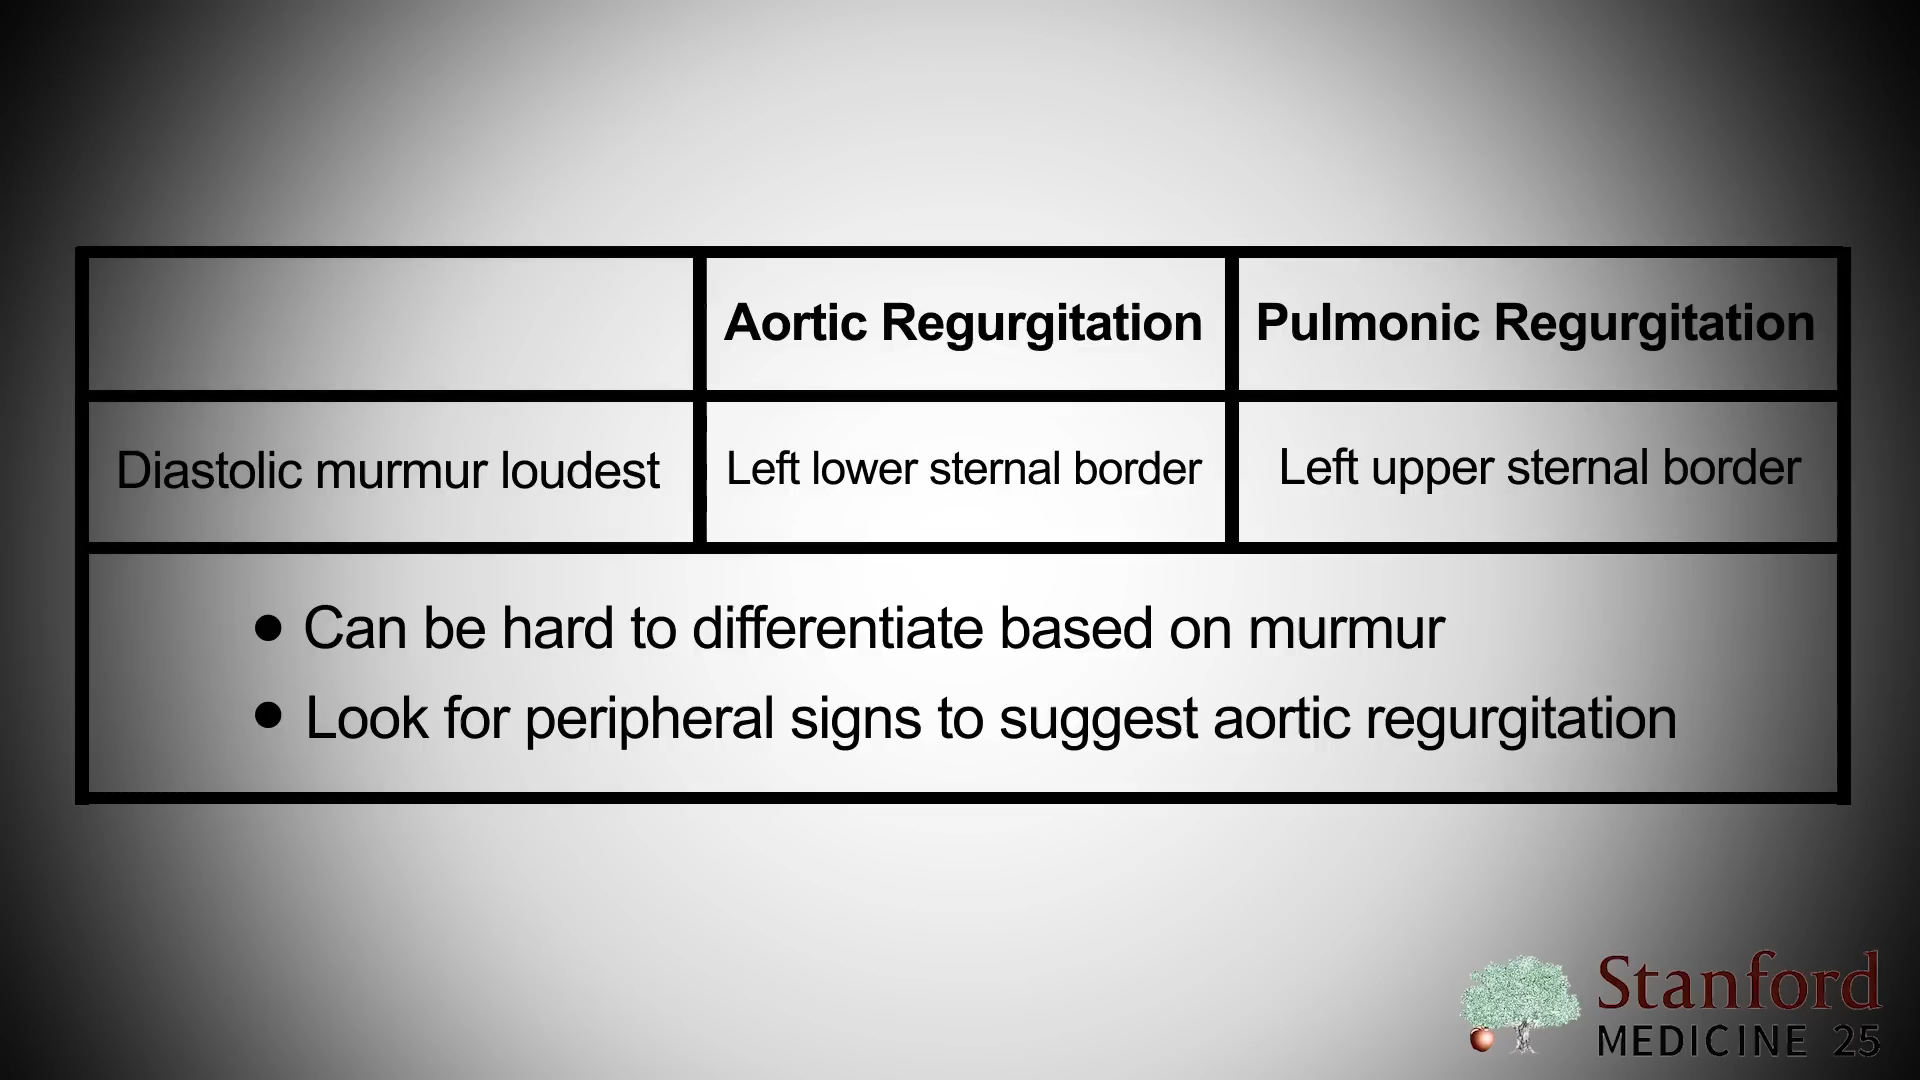 Aortic Regurgitation
Pulmonic Regurgitation
Diastolic murmur loudest
Left lower sternal border
Left upper sternal border
• Can be hard to differentiate based on murmur
• Look for peripheral signs to suggest aortic regurgitation
Stanford
MEDICINE 25